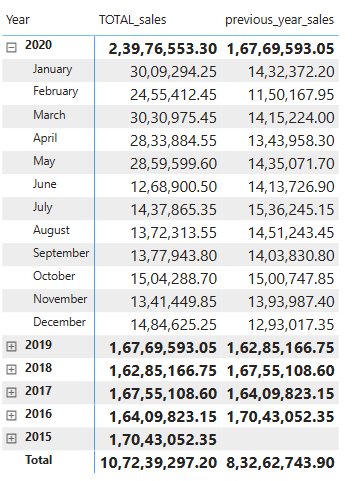 Year TOTAL_sales previous_year_sales
2020 2,39,76,553.30 1,67,69,593.05
January 30,09,294.25 14,32,372.20
February 24,55,412.45 11,50,167.95
March 30,30,975.45 14,15,224.00
April 28,33,884.55 13,43,958.30
May 28,59,599.60 14,35,071.70
June 12,68,900.50 14,13,726.90
July 14,37,865.35 15,36,245.15
August 13,72,313.55 14,51,243.45
September 13,77,943.80 14,03,830.80
October 15,04,288.70 15,00,747.85
November 13,41,449.85 13,93,987.40
December 14,84,625.25 12,93,017.35
2019 1,67,69,593.05 1,62,85,166.75
2018 1,62,85,166.75 1,67,55,108.60
2017 1,67,55,108.60 1,64,09,823.15
2016 1,64,09,823.15 1,70,43,052.35
2015 1,70,43,052.35
Total 10,72,39,297.20 8,32,62,743.90